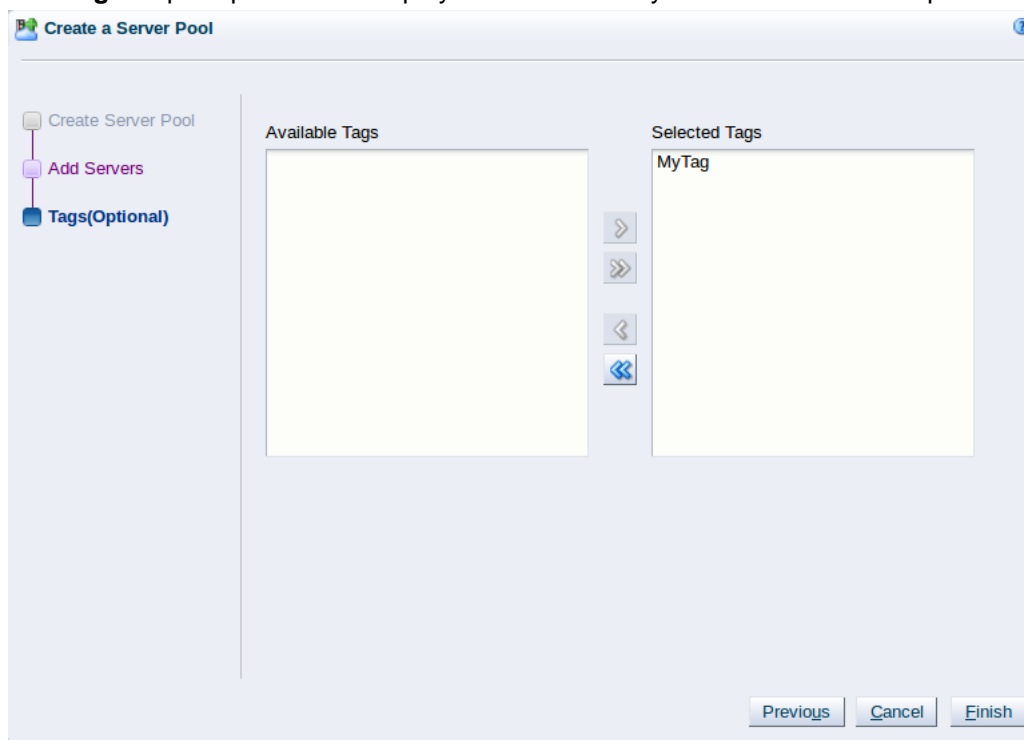 Create a Server Pool
Create Server Pool
Add Servers
Tags(Optional)
Available Tags
Selected Tags
MyTag
Previous
Cancel
Finish